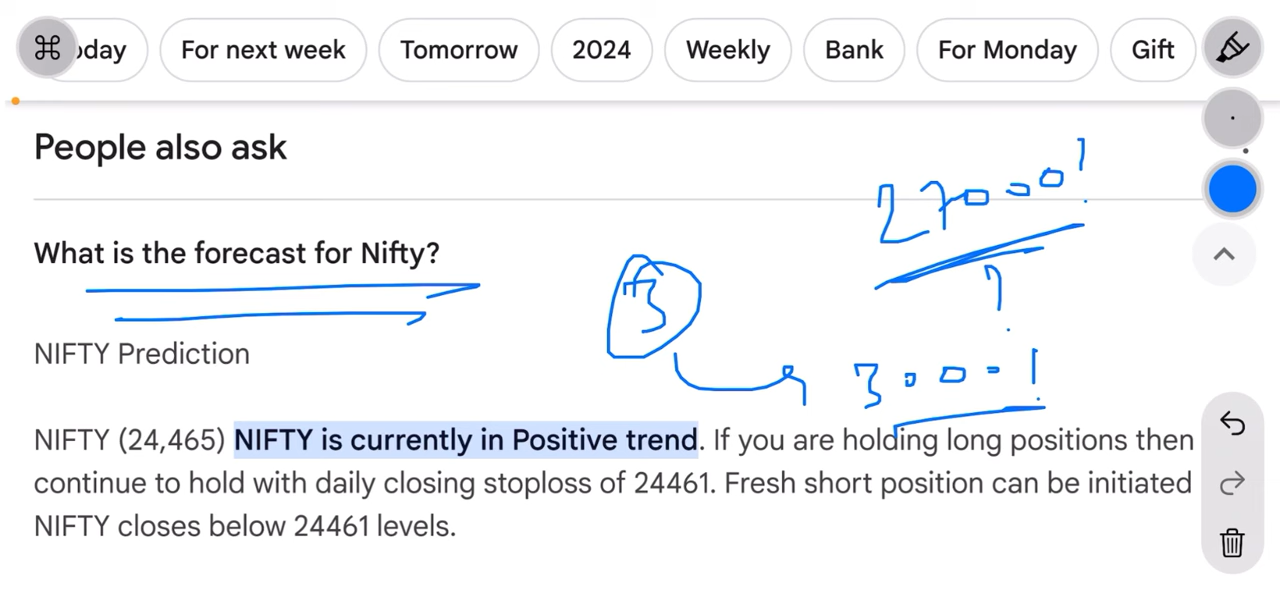 ⌘ oday For next week Tomorrow 2024 Weekly Bank For Monday Gift
People also ask
27000!
What is the forecast for Nifty?
3
?
NIFTY Prediction
3000!
NIFTY (24,465) NIFTY is currently in Positive trend. If you are holding long positions then
continue to hold with daily closing stoploss of 24461. Fresh short position can be initiated
NIFTY closes below 24461 levels.